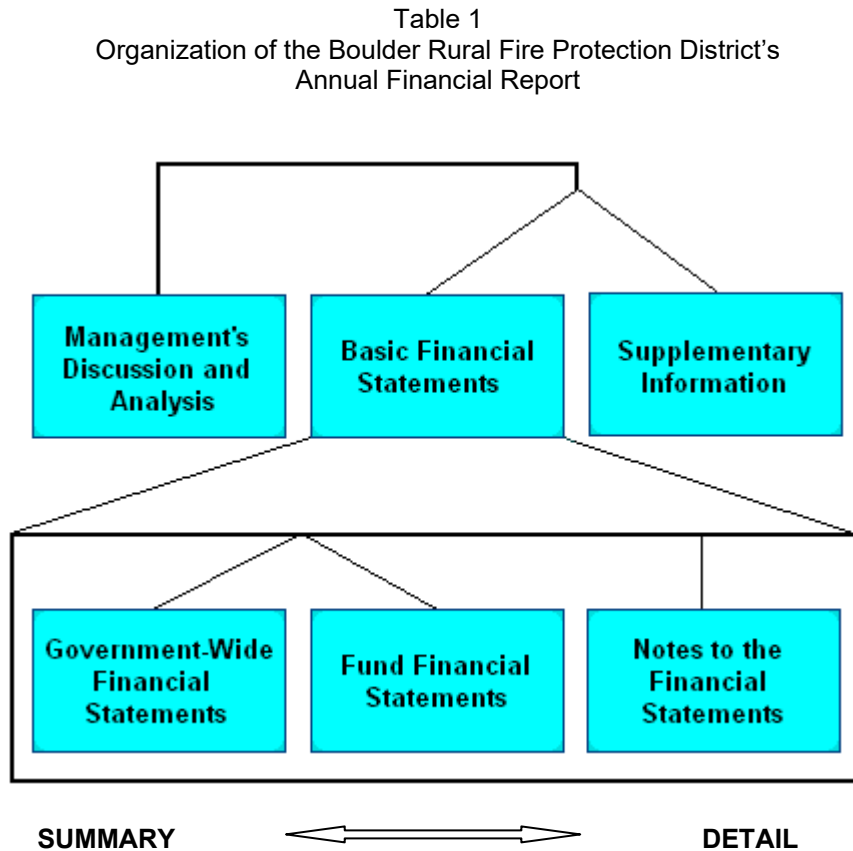 Table 1
Organization of the Boulder Rural Fire Protection District’s
Annual Financial Report
Management's
Discussion and
Analysis
Basic Financial
Statements
Supplementary
Information
Government-Wide
Financial
Statements
Fund Financial
Statements
Notes to the
Financial
Statements
SUMMARY
DETAIL